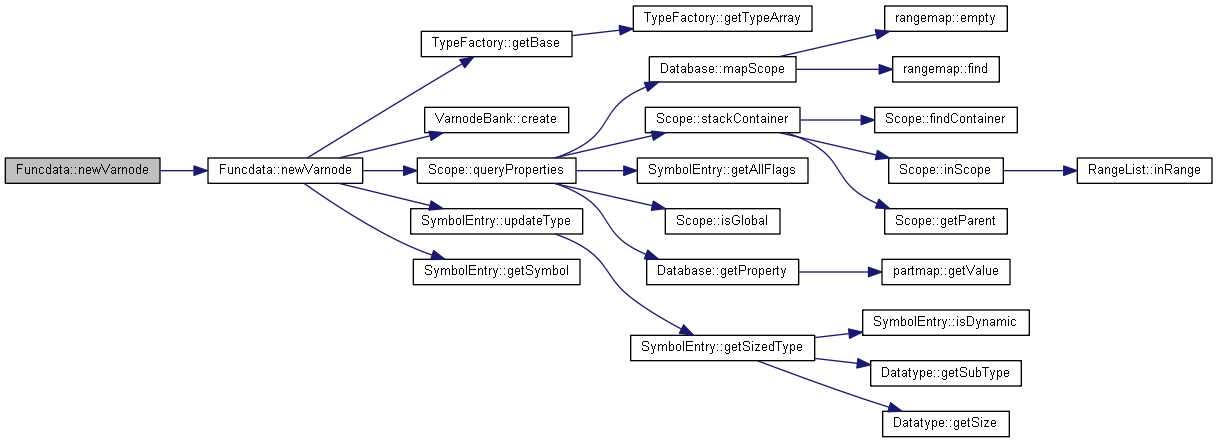 TypeFactory::getTypeArray
rangemap::empty
TypeFactory::getBase
Database::mapScope
rangemap::find
VarnodeBank::create
Scope::stackContainer
Scope::findContainer
Funcdata::newVarnode
Funcdata::newVarnode
Scope::queryProperties
SymbolEntry::getAllFlags
Scope::inScope
RangeList::inRange
SymbolEntry::updateType
Scope::isGlobal
Scope::getParent
SymbolEntry::getSymbol
Database::getProperty
partmap::getValue
SymbolEntry::isDynamic
SymbolEntry::getSizedType
Datatype::getSubType
Datatype::getSize